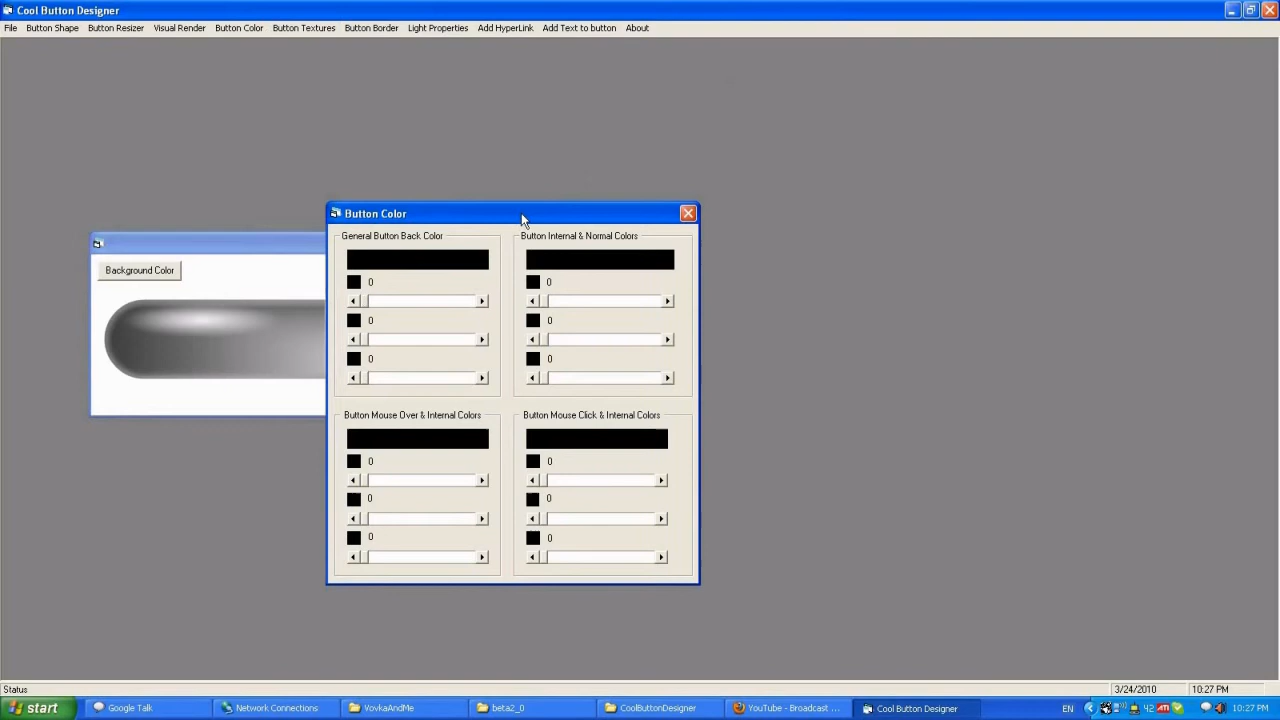 Cool Button Designer
File Button Shape Button Resizer Visual Render Button Color Button Textures Button Border Light Properties Add HyperLink Add Text to button About
Button Color
General Button Back Color Button Internal & Normal Colors
Background Color
0 0
0 0
0 0
Button Mouse Over & Internal Colors Button Mouse Click & Internal Colors
0 0
0 0
0 0
Status 3/24/2010 10:27 PM
start Google Talk Network Connections VovkaAndMe beta2_0 CoolButtonDesigner YouTube - Broadcast ... Cool Button Designer EN 42 ATI 10:27 PM